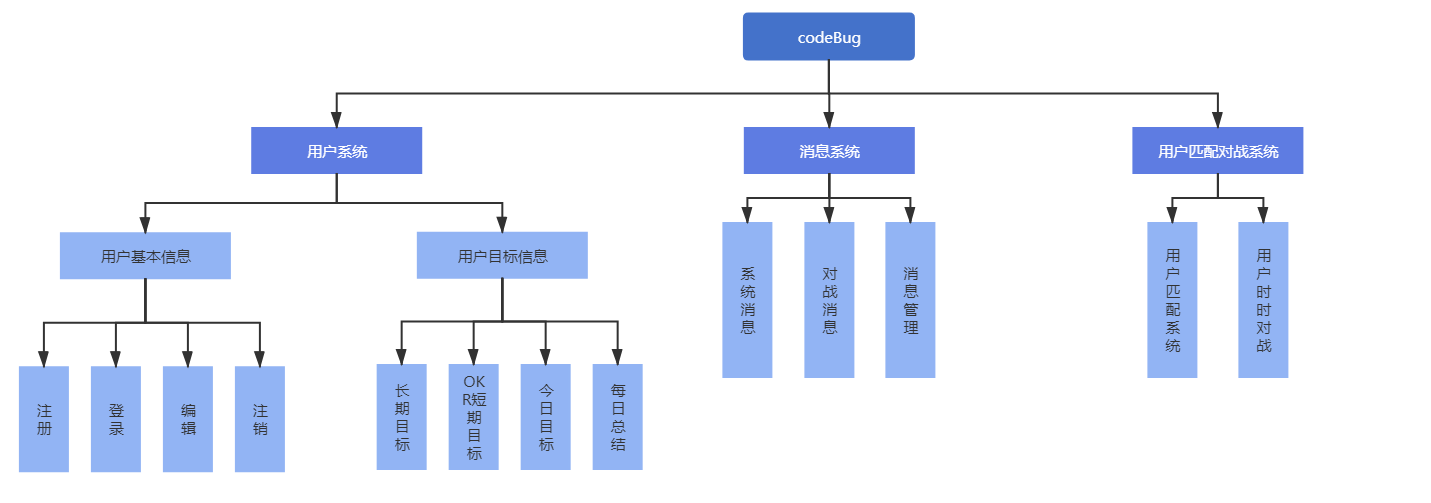 codeBug
用户系统
消息系统
用户匹配对战系统
用户基本信息
用户目标信息
系统消息
对战消息
消息管理
用户匹配系统
用户时时对战
注册
登录
编辑
注销
长期目标
OKR短期目标
今日目标
每日总结